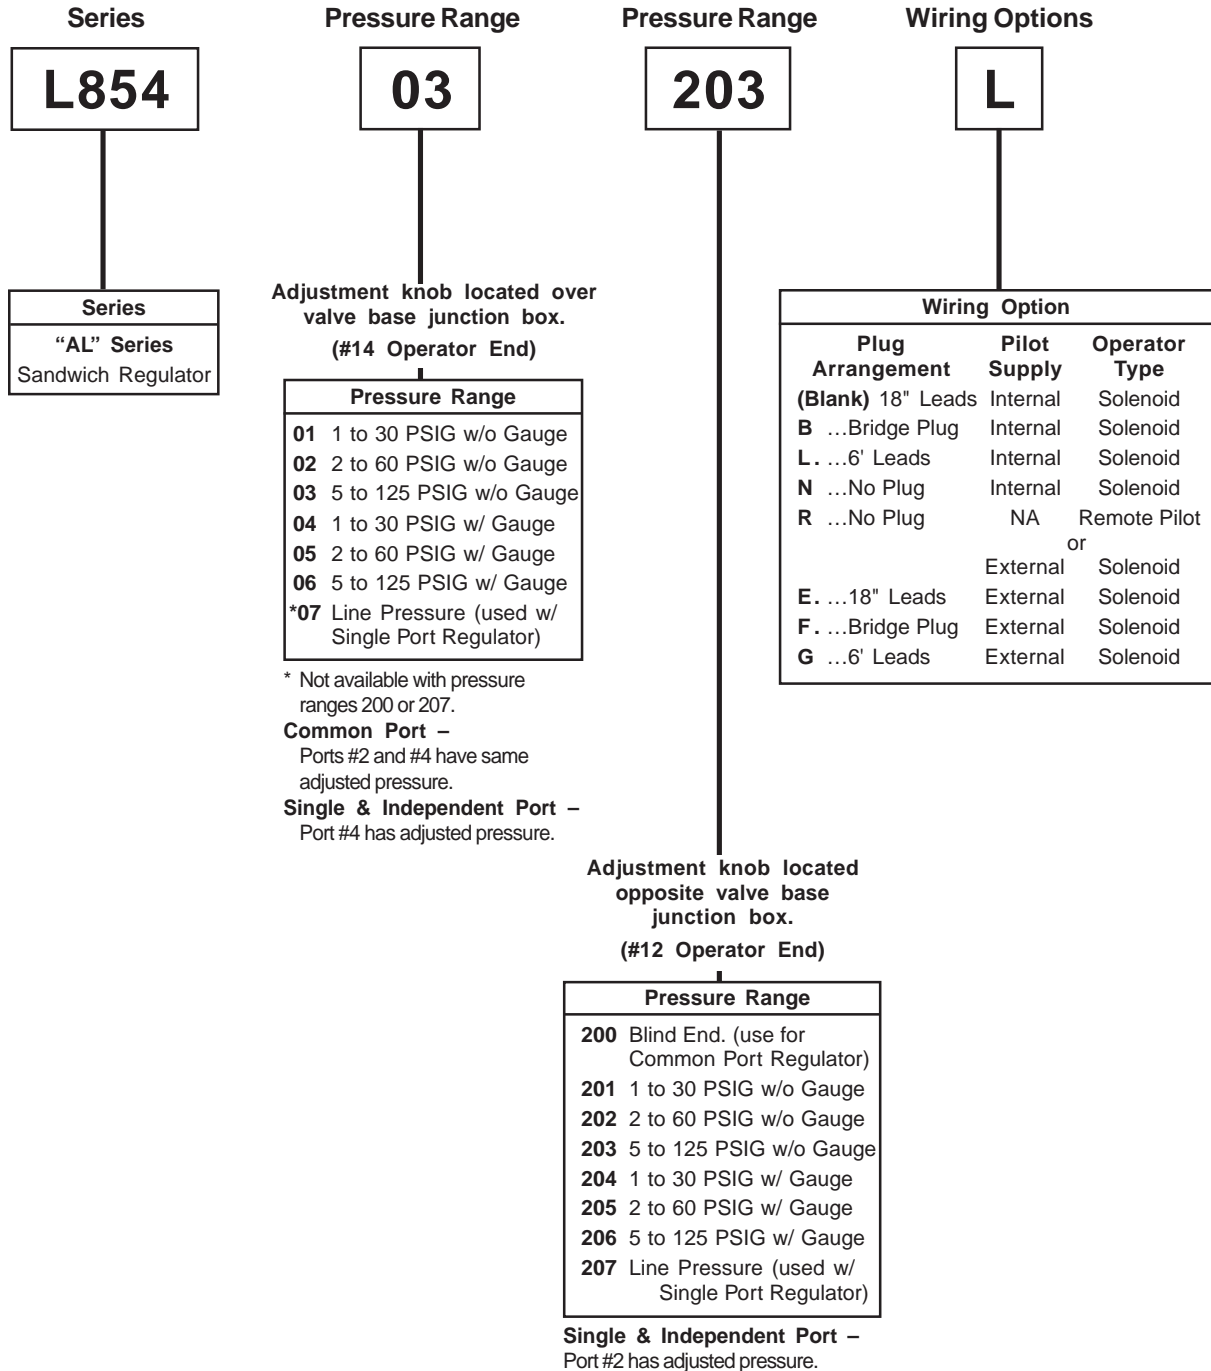 Series Pressure Range Pressure Range Wiring Options
L854 03 203 L
Series
“AL” Series
Sandwich Regulator
Adjustment knob located over
valve base junction box.
(#14 Operator End)
Pressure Range
01 1 to 30 PSIG w/o Gauge
02 2 to 60 PSIG w/o Gauge
03 5 to 125 PSIG w/o Gauge
04 1 to 30 PSIG w/ Gauge
05 2 to 60 PSIG w/ Gauge
06 5 to 125 PSIG w/ Gauge
*07 Line Pressure (used w/
Single Port Regulator)
* Not available with pressure
ranges 200 or 207.
Common Port –
Ports #2 and #4 have same
adjusted pressure.
Single & Independent Port –
Port #4 has adjusted pressure.
Wiring Option
Plug Pilot Operator
Arrangement Supply Type
(Blank) 18" Leads Internal Solenoid
B …Bridge Plug Internal Solenoid
L. …6' Leads Internal Solenoid
N …No Plug Internal Solenoid
R …No Plug NA Remote Pilot
or
External Solenoid
E. …18" Leads External Solenoid
F. …Bridge Plug External Solenoid
G …6' Leads External Solenoid
Adjustment knob located
opposite valve base
junction box.
(#12 Operator End)
Pressure Range
200 Blind End. (use for
Common Port Regulator)
201 1 to 30 PSIG w/o Gauge
202 2 to 60 PSIG w/o Gauge
203 5 to 125 PSIG w/o Gauge
204 1 to 30 PSIG w/ Gauge
205 2 to 60 PSIG w/ Gauge
206 5 to 125 PSIG w/ Gauge
207 Line Pressure (used w/
Single Port Regulator)
Single & Independent Port –
Port #2 has adjusted pressure.